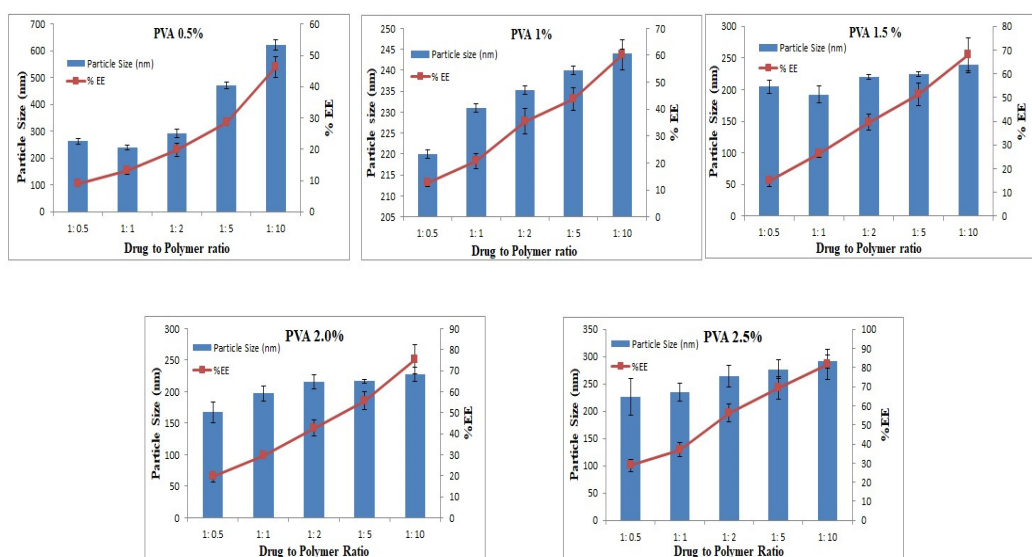 PVA 0.5%
Particle Size (nm)
% EE
Particle Size (nm)
700
600
500
400
300
200
100
0
60
50
40
30
20
10
0
% EE
1: 0.5 1: 1 1: 2 1: 5 1: 10
Drug to Polymer ratio
PVA 1%
Particle Size (nm)
% EE
Particle size (nm)
250
245
240
235
230
225
220
215
210
205
70
60
50
40
30
20
10
0
% EE
1: 0.5 1: 1 1: 2 1: 5 1: 10
Drug to Polymer ratio
PVA 1.5 %
Particle Size (nm)
% EE
Particle Size (nm)
300
250
200
150
100
50
0
80
70
60
50
40
30
20
10
0
% EE
1: 0.5 1: 1 1: 2 1: 5 1: 10
Drug to Polymer ratio
PVA 2.0%
Particle Size (nm)
%EE
Particle Size (nm)
300
250
200
150
100
50
0
90
80
70
60
50
40
30
20
10
0
%EE
1: 0.5 1: 1 1: 2 1: 5 1: 10
Drug to Polymer Ratio
PVA 2.5%
Particle Size (nm)
%EE
Particle Size (nm)
350
300
250
200
150
100
50
0
100
90
80
70
60
50
40
30
20
10
0
%EE
1: 0.5 1: 1 1: 2 1: 5 1: 10
Drug to Polymer Ratio